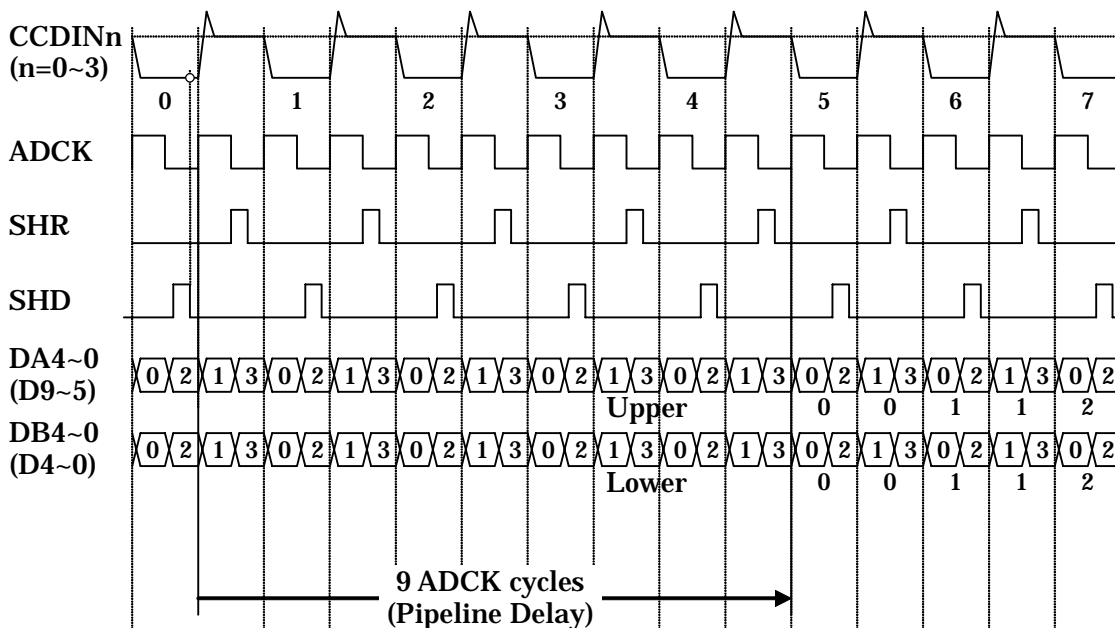 CCDINn
(n=0~3)
0 1 2 3 4 5 6 7
ADCK
SHR
SHD
DA4~0
(D9~5)
0 2 1 3 0 2 1 3 0 2 1 3 0 2 1 3 0 2 1 3 0 2 1 3 0 2 1 3 0 2
Upper 0 0 1 1 2
DB4~0
(D4~0)
0 2 1 3 0 2 1 3 0 2 1 3 0 2 1 3 0 2 1 3 0 2 1 3 0 2 1 3 0 2
Lower 0 0 1 1 2
9 ADCK cycles
(Pipeline Delay)